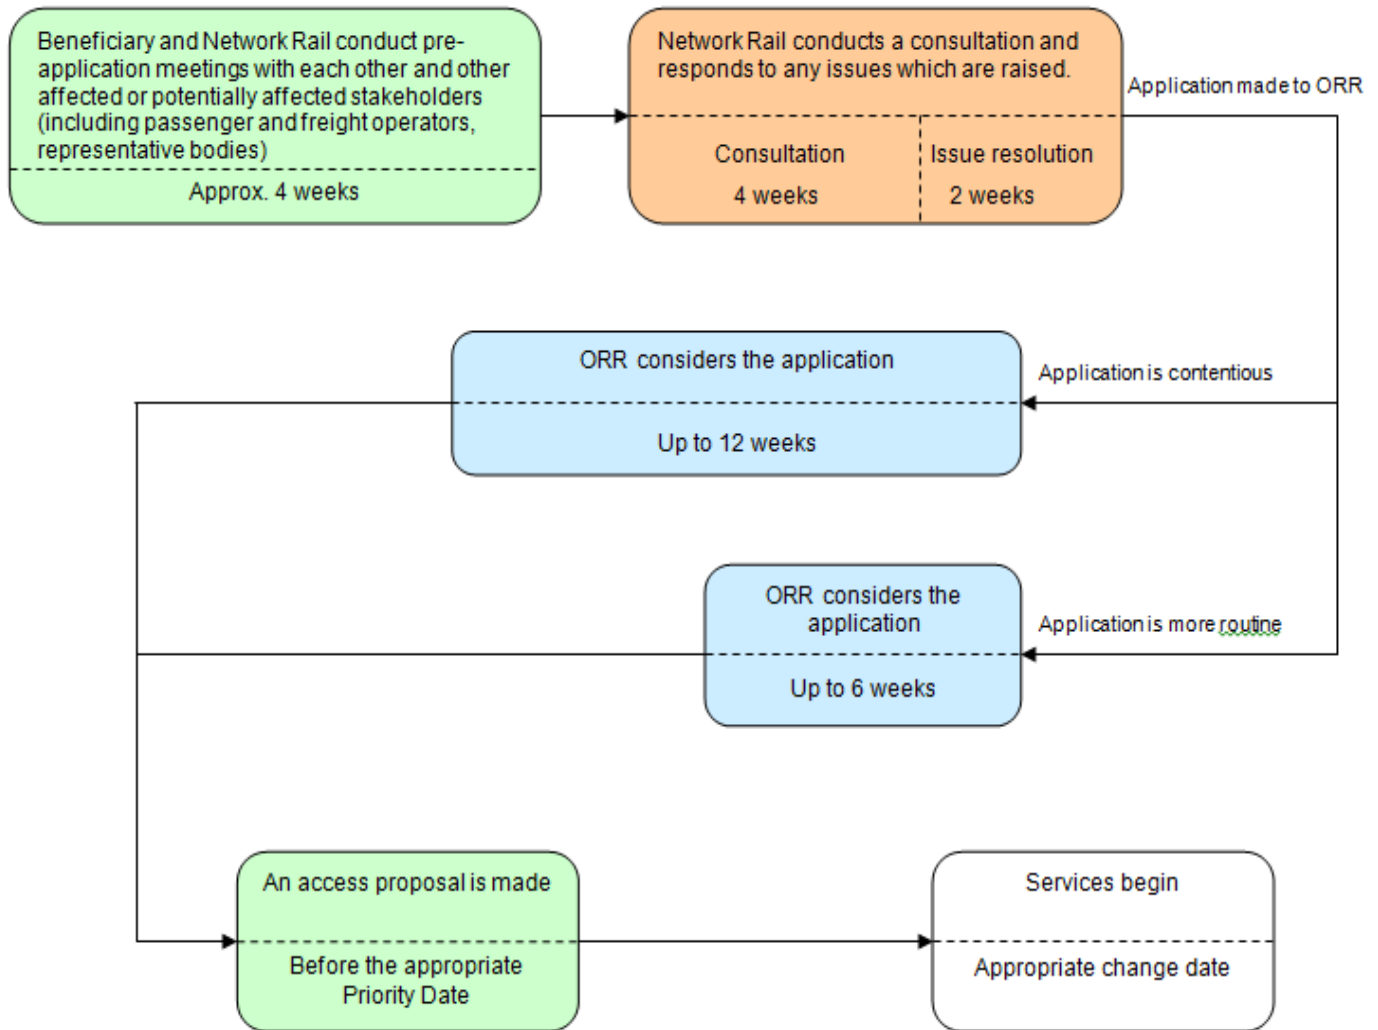 Beneficiary and Network Rail conduct pre-
application meetings with each other and other
affected or potentially affected stakeholders
(including passenger and freight operators,
representative bodies)
Approx. 4 weeks
Network Rail conducts a consultation and
responds to any issues which are raised.
Consultation
4 weeks
Issue resolution
2 weeks
Application made to ORR
ORR considers the application
Up to 12 weeks
Application is contentious
ORR considers the
application
Up to 6 weeks
Application is more routine
An access proposal is made
Before the appropriate
Priority Date
Services begin
Appropriate change date